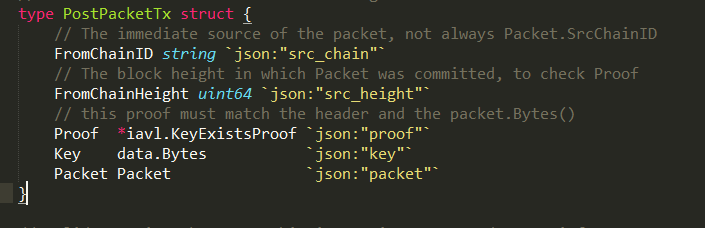 type PostPacketTx struct {
// The immediate source of the packet, not always Packet.SrcChainID
FromChainID string `json:"src_chain"`
// The block height in which Packet was committed, to check Proof
FromChainHeight uint64 `json:"src_height"`
// this proof must match the header and the packet.Bytes()
Proof *iavl.KeyExistsProof `json:"proof"`
Key data.Bytes `json:"key"`
Packet Packet `json:"packet"`
}